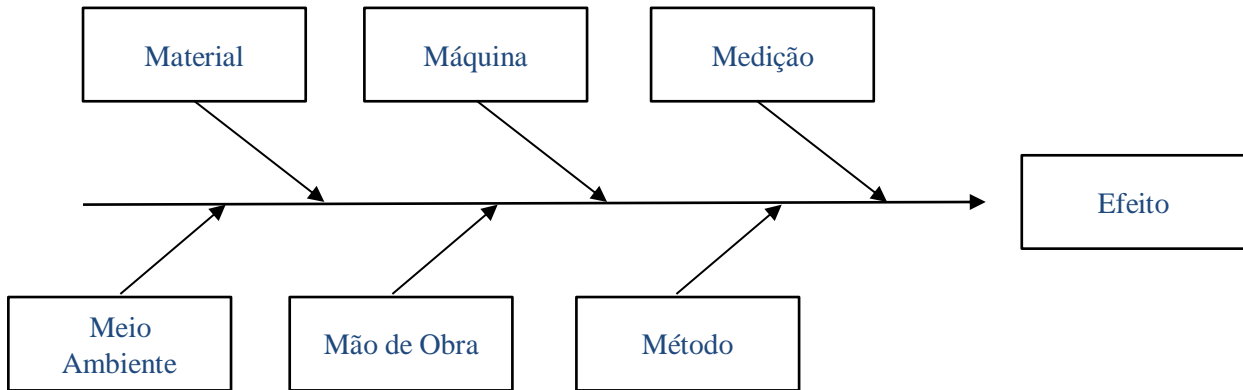 Material
Máquina
Medição
Efeito
Meio
Ambiente
Mão de Obra
Método